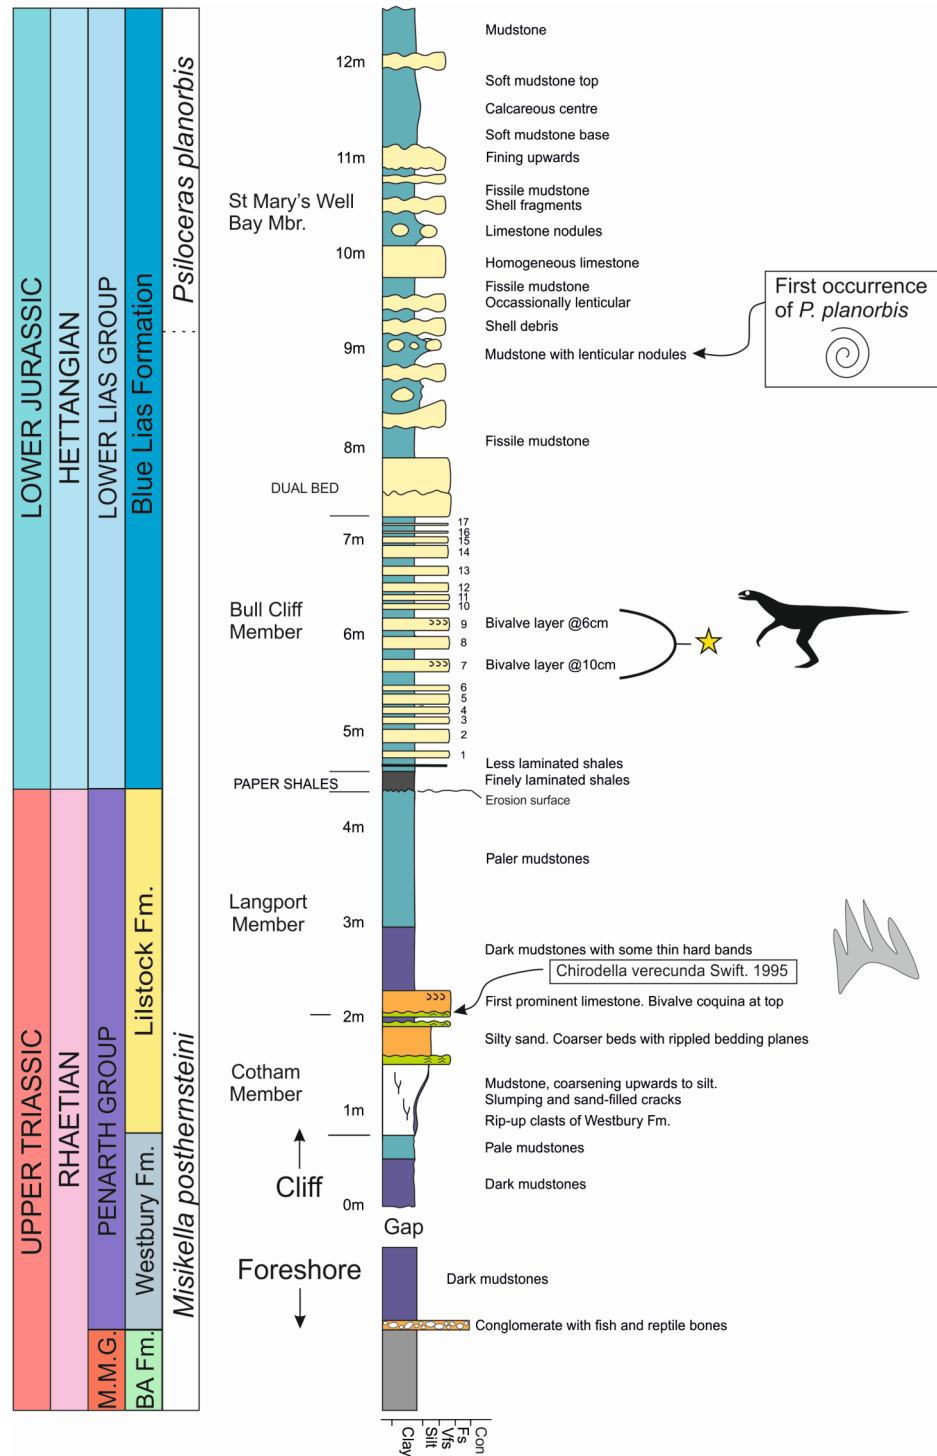 LOWER JURASSIC
HETTANGIAN
LOWER LIAS GROUP
Blue Lias Formation
Psiloceras planorbis
UPPER TRIASSIC
RHAETIAN
PENARTH GROUP
M.M.G.
Lilstock Fm.
Westbury Fm.
BA Fm.
Misikella posthernsteini
Mudstone
12m
Soft mudstone top
Calcareous centre
Soft mudstone base
11m
Fining upwards
St Mary's Well
Bay Mbr.
Fissile mudstone
Shell fragments
Limestone nodules
10m
Homogeneous limestone
Fissile mudstone
Occassionally lenticular
First occurrence
of P. planorbis
Shell debris
9m
Mudstone with lenticular nodules
8m
Fissile mudstone
DUAL BED
17
16
7m
15
14
13
12
11
10
Bull Cliff
Member
9
Bivalve layer @6cm
6m
8
7
Bivalve layer @10cm
6
5
4
3
5m
2
1
Less laminated shales
PAPER SHALES
Finely laminated shales
Erosion surface
4m
Paler mudstones
Langport
Member
3m
Dark mudstones with some thin hard bands
Chirodella verecunda Swift. 1995
First prominent limestone. Bivalve coquina at top
2m
Silty sand. Coarser beds with rippled bedding planes
Cotham
Member
Mudstone, coarsening upwards to silt.
Slumping and sand-filled cracks
1m
Rip-up clasts of Westbury Fm.
Pale mudstones
Cliff
Dark mudstones
0m
Gap
Foreshore
Dark mudstones
Conglomerate with fish and reptile bones
Clay
Silt
Vfs
Fs
Con